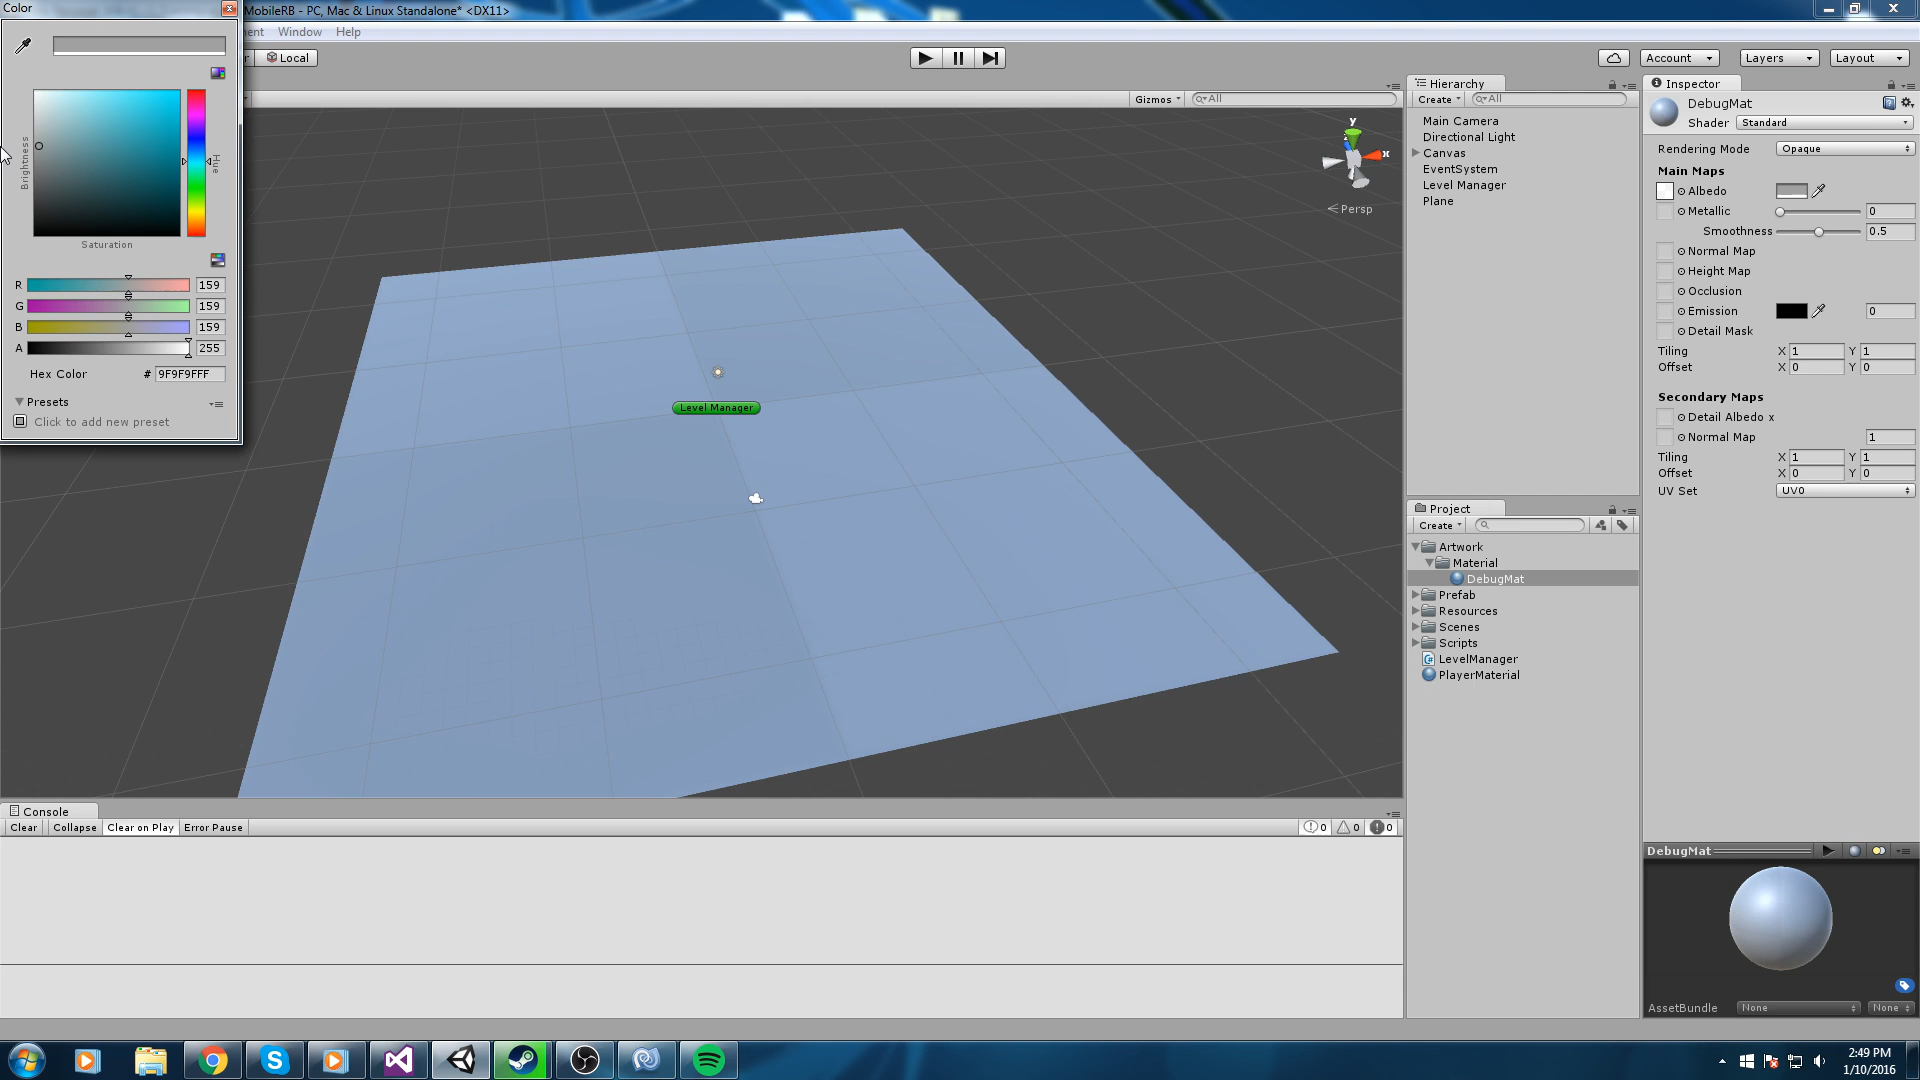 Color
MobileRB - PC, Mac & Linux Standalone* <DX11>
Window Help
Local
Account
Layers
Layout
Gizmos
All
Brightness
Hue
Saturation
R 159
G 159
B 159
A 255
Hex Color # 9F9F9FFF
Presets
Click to add new preset
y
x
Persp
Level Manager
Hierarchy
Create
All
Main Camera
Directional Light
Canvas
EventSystem
Level Manager
Plane
Project
Create
Artwork
Material
DebugMat
Prefab
Resources
Scenes
Scripts
LevelManager
PlayerMaterial
Inspector
DebugMat
Shader Standard
Rendering Mode Opaque
Main Maps
Albedo
Metallic 0
Smoothness 0.5
Normal Map
Height Map
Occlusion
Emission 0
Detail Mask
Tiling X 1 Y 1
Offset X 0 Y 0
Secondary Maps
Detail Albedo x
Normal Map 1
Tiling X 1 Y 1
Offset X 0 Y 0
UV Set UV0
DebugMat
AssetBundle None None
Console
Clear Collapse Clear on Play Error Pause
0 0 0
2:49 PM
1/10/2016